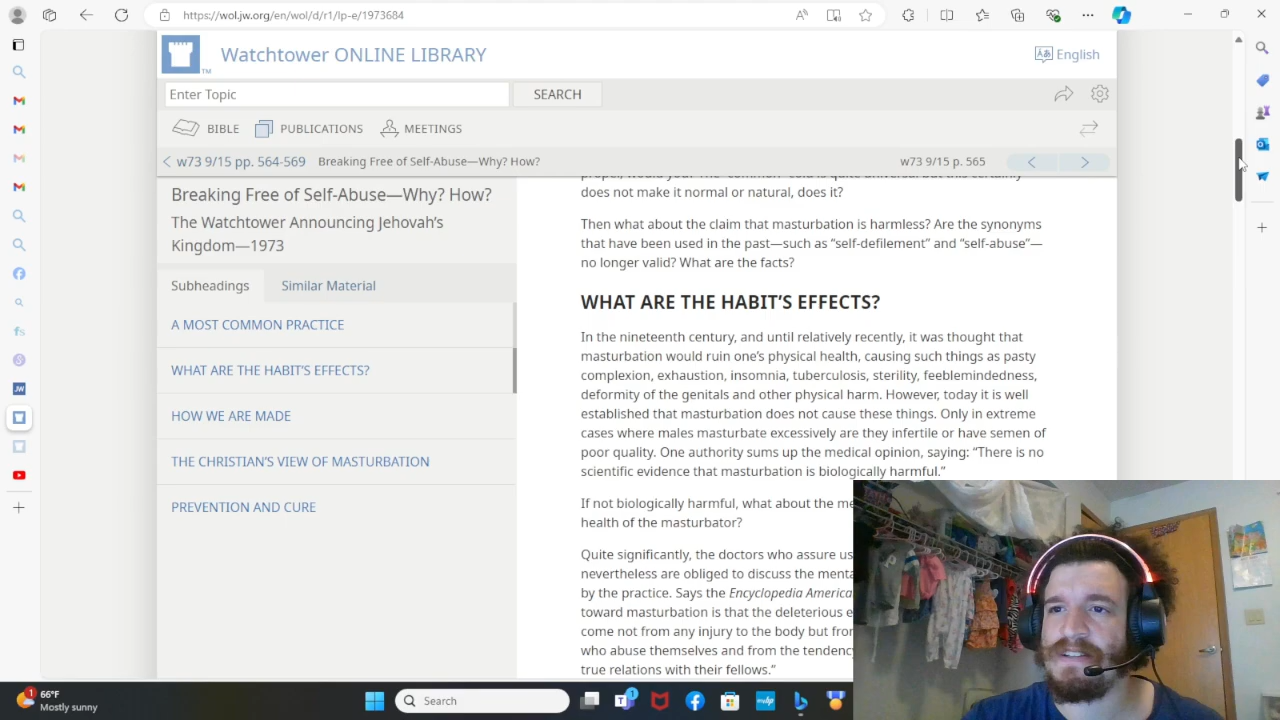 https://wol.jw.org/en/wol/d/r1/lp-e/1973684
Watchtower ONLINE LIBRARY
English
Enter Topic
SEARCH
BIBLE
PUBLICATIONS
MEETINGS
w73 9/15 pp. 564-569
Breaking Free of Self-Abuse—Why? How?
w73 9/15 p. 565
Breaking Free of Self-Abuse—Why? How?
The Watchtower Announcing Jehovah's
Kingdom—1973
Subheadings
Similar Material
A MOST COMMON PRACTICE
WHAT ARE THE HABIT'S EFFECTS?
HOW WE ARE MADE
THE CHRISTIAN'S VIEW OF MASTURBATION
PREVENTION AND CURE
does not make it normal or natural, does it?
Then what about the claim that masturbation is harmless? Are the synonyms
that have been used in the past—such as “self-defilement” and “self-abuse”—
no longer valid? What are the facts?
WHAT ARE THE HABIT'S EFFECTS?
In the nineteenth century, and until relatively recently, it was thought that
masturbation would ruin one's physical health, causing such things as pasty
complexion, exhaustion, insomnia, tuberculosis, sterility, feeblemindedness,
deformity of the genitals and other physical harm. However, today it is well
established that masturbation does not cause these things. Only in extreme
cases where males masturbate excessively are they infertile or have semen of
poor quality. One authority sums up the medical opinion, saying: “There is no
scientific evidence that masturbation is biologically harmful.”
If not biologically harmful, what about the me
health of the masturbator?
Quite significantly, the doctors who assure us
nevertheless are obliged to discuss the menta
by the practice. Says the Encyclopedia America
toward masturbation is that the deleterious e
come not from any injury to the body but from
who abuse themselves and from the tendency
true relations with their fellows.”
1
66°F
Mostly sunny
Search
1